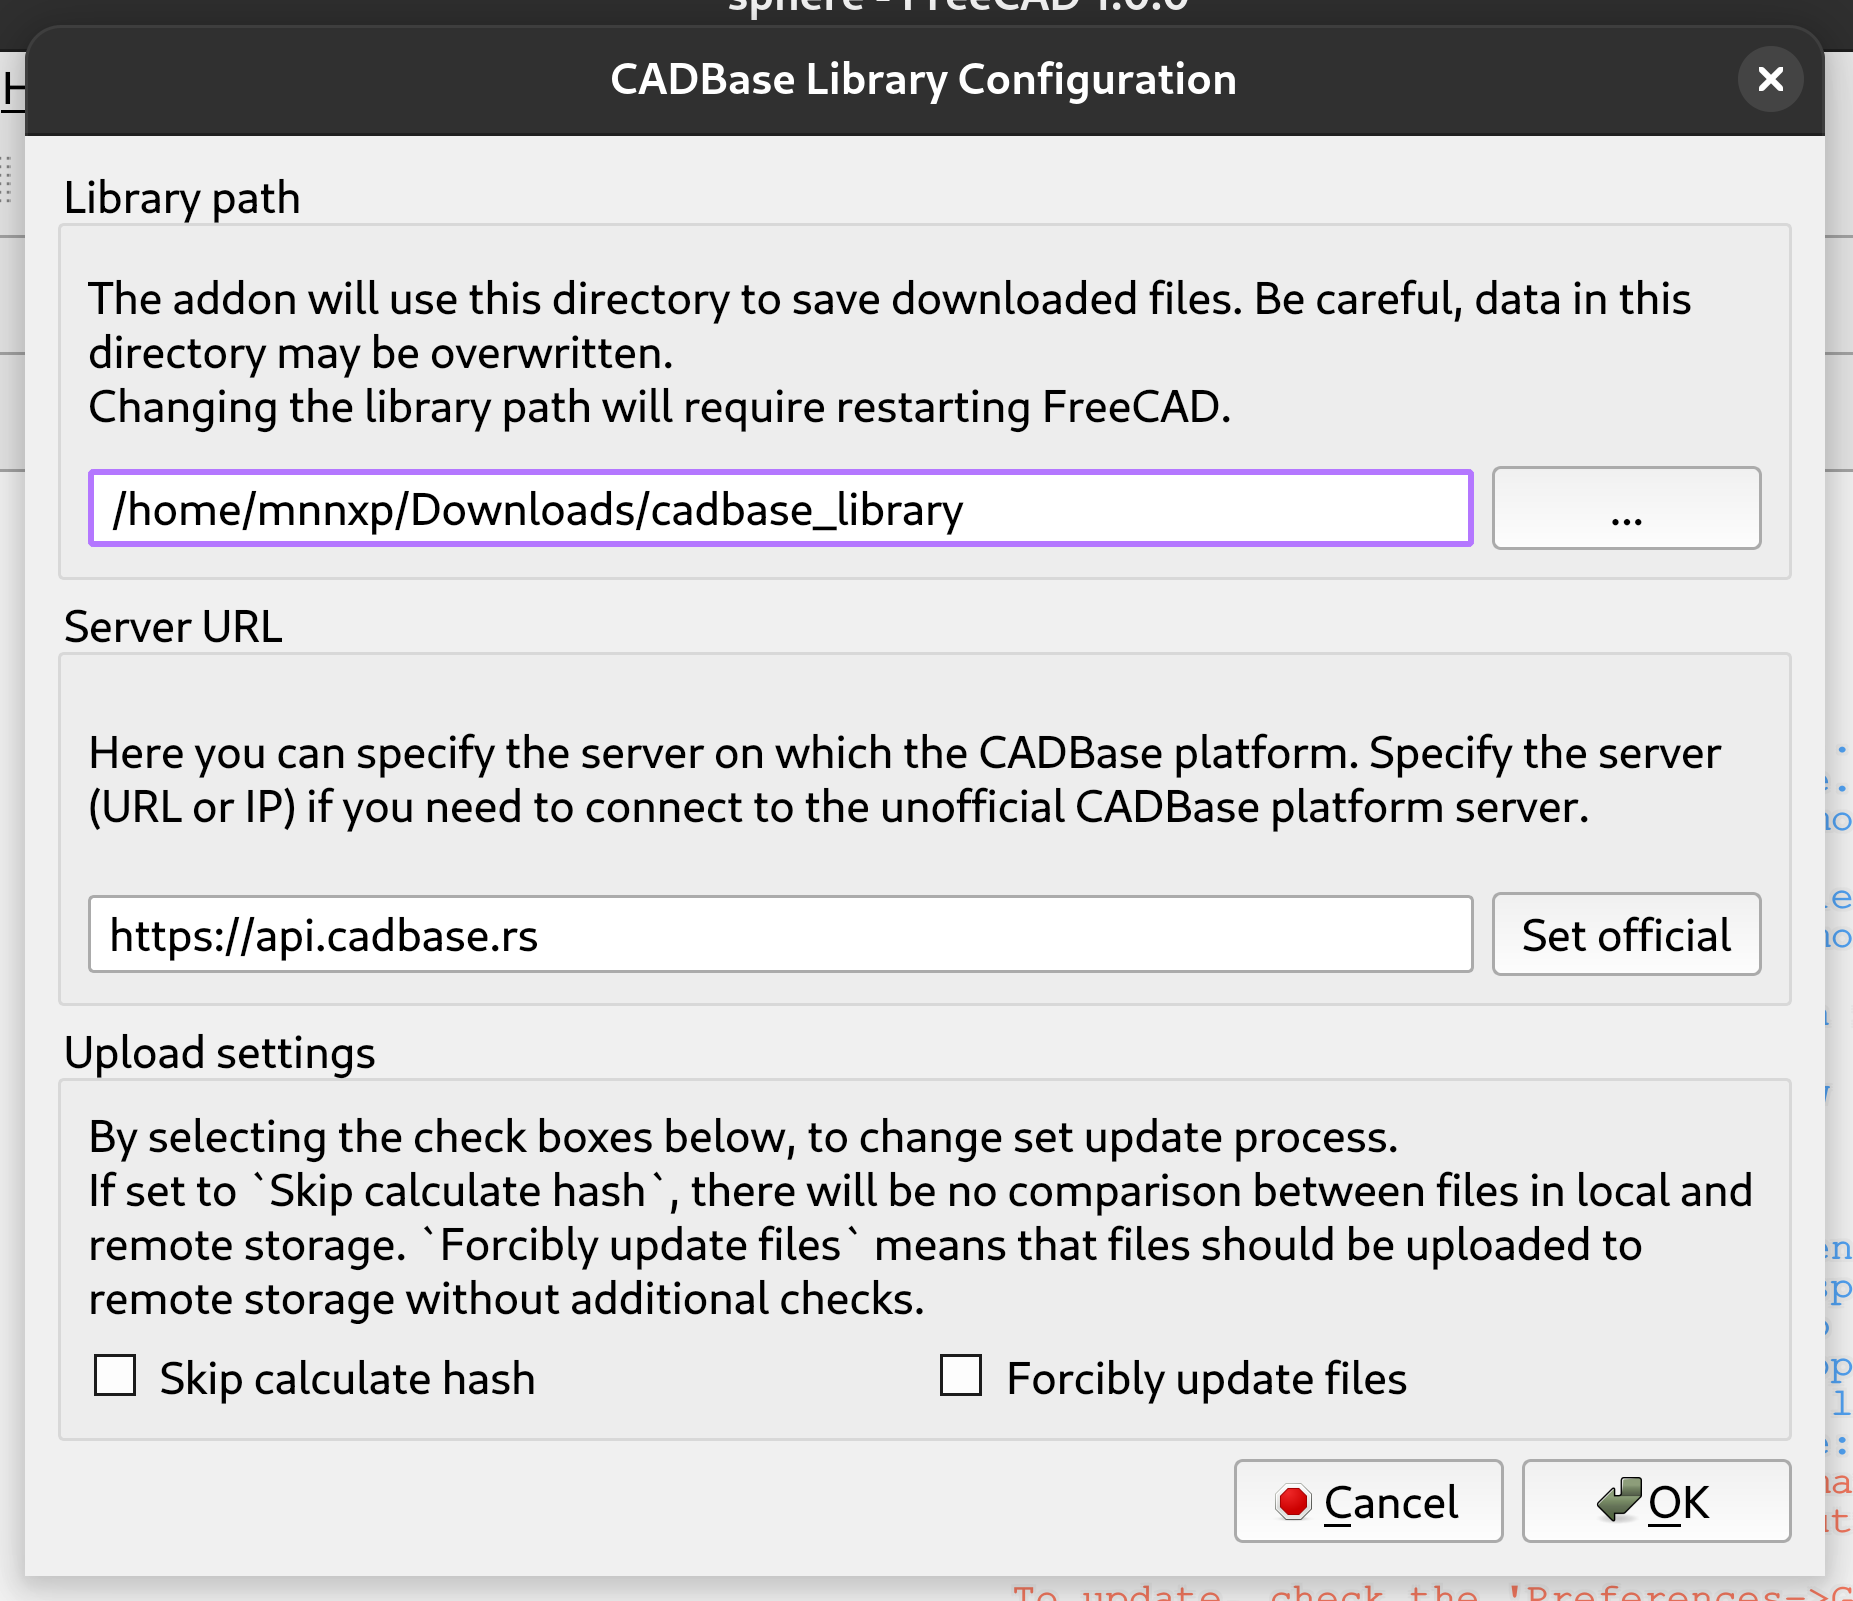 CADBase Library Configuration
Library path
The addon will use this directory to save downloaded files. Be careful, data in this
directory may be overwritten.
Changing the library path will require restarting FreeCAD.
/home/mnnxp/Downloads/cadbase_library
...
Server URL
Here you can specify the server on which the CADBase platform. Specify the server
(URL or IP) if you need to connect to the unofficial CADBase platform server.
https://api.cadbase.rs
Set official
Upload settings
By selecting the check boxes below, to change set update process.
If set to `Skip calculate hash`, there will be no comparison between files in local and
remote storage. `Forcibly update files` means that files should be uploaded to
remote storage without additional checks.
Skip calculate hash
Forcibly update files
Cancel
OK
To update, check the 'Preferences->G